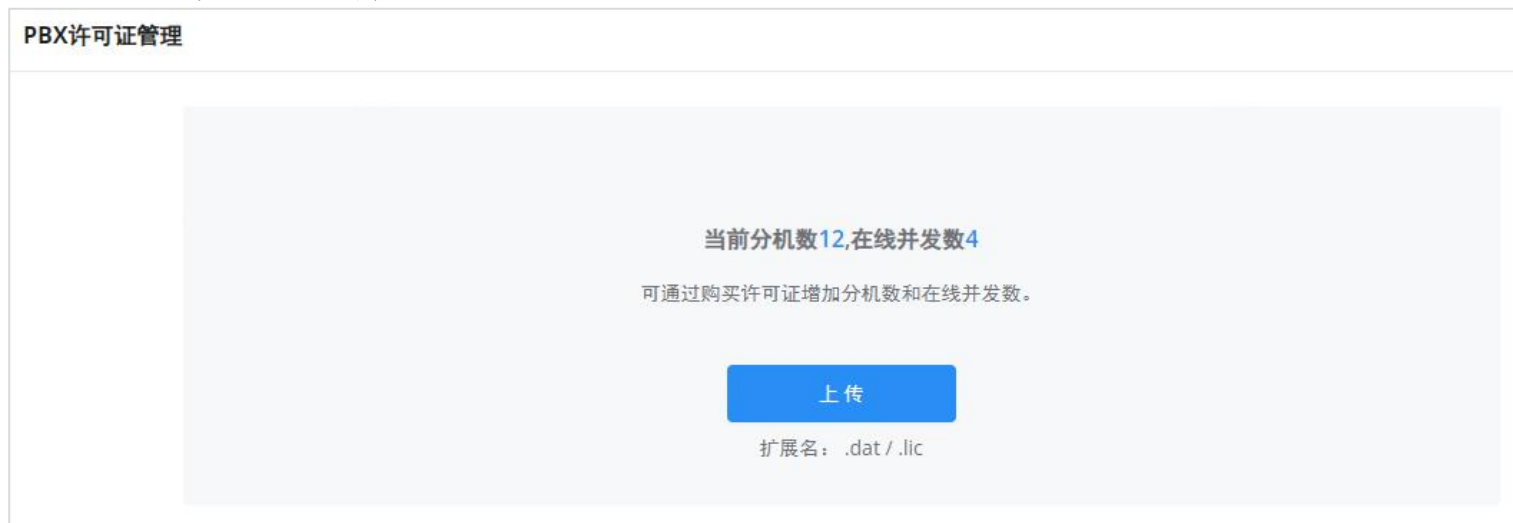 PBX许可证管理
当前分机数12,在线并发数4
可通过购买许可证增加分机数和在线并发数。
上传
扩展名： .dat / .lic